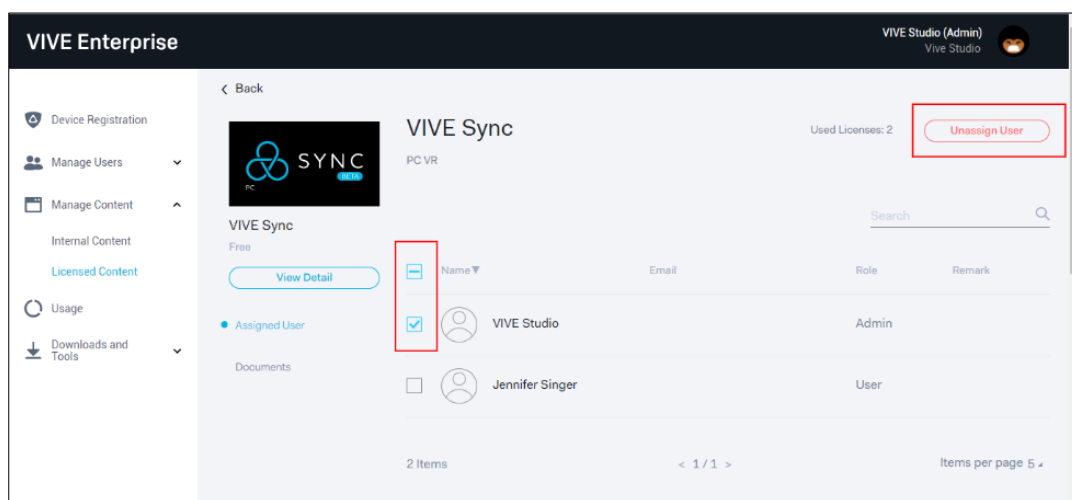 VIVE Enterprise
VIVE Studio (Admin)
Vive Studio
Device Registration
Manage Users
Manage Content
Internal Content
Licensed Content
Usage
Downloads and
Tools
Back
SYNC
BETA
PC
VIVE Sync
Free
View Detail
Assigned User
Documents
VIVE Sync
PC VR
Used Licenses: 2
Unassign User
Search
Name▼ Email Role Remark
VIVE Studio Admin
Jennifer Singer User
2 Items < 1 / 1 > Items per page 5